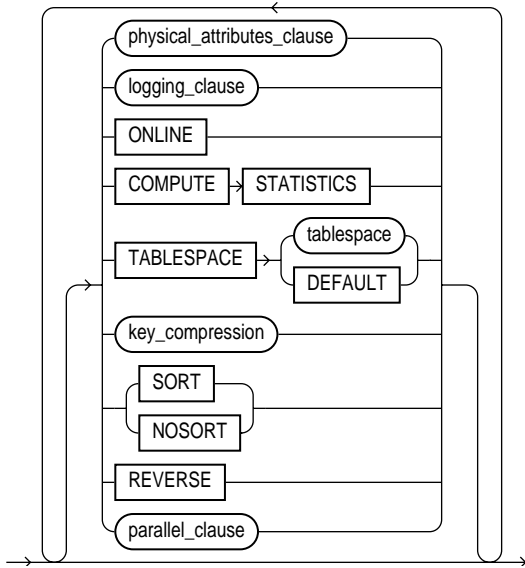 physical_attributes_clause
logging_clause
ONLINE
COMPUTE STATISTICS
tablespace
TABLESPACE
DEFAULT
key_compression
SORT
NOSORT
REVERSE
parallel_clause